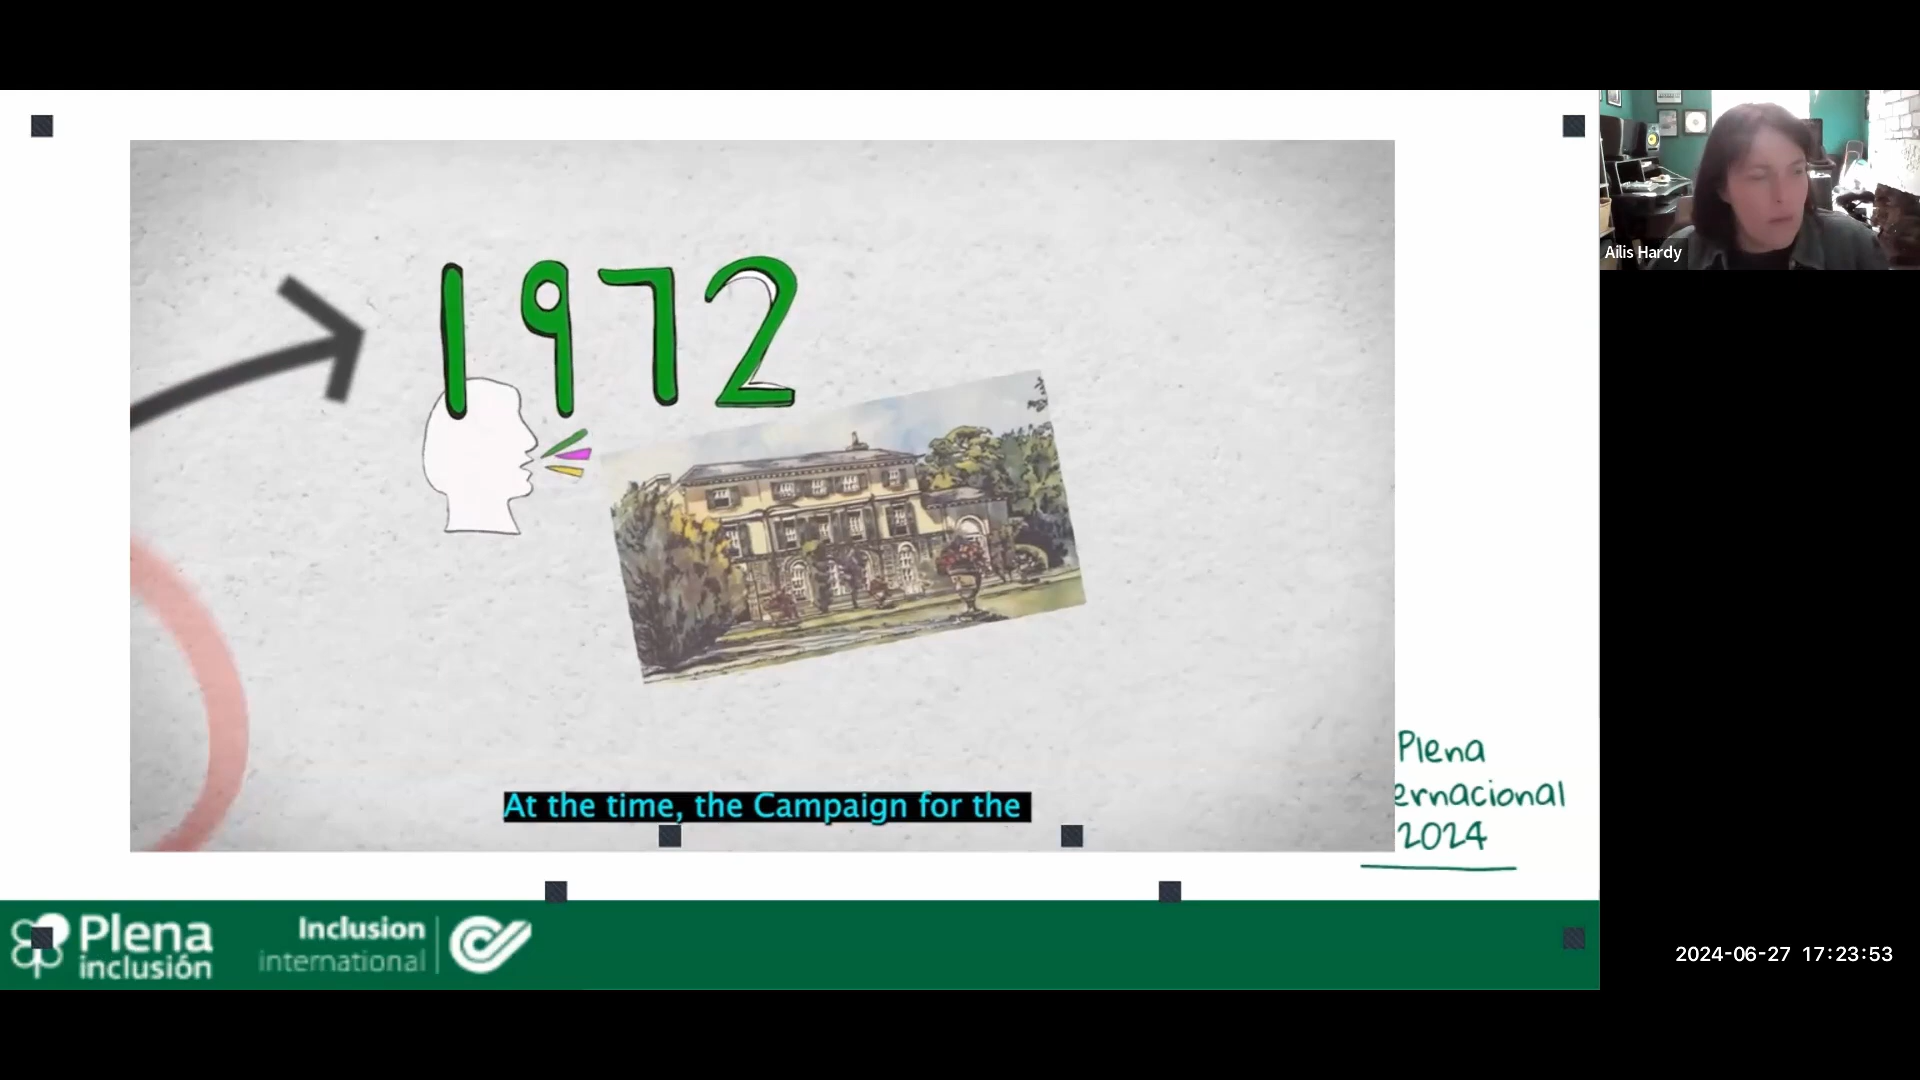 1972
At the time, the Campaign for the
Plena
ernacional
2024
Plena
inclusión
Inclusion
international
Ailis Hardy
2024-06-27 17:23:53